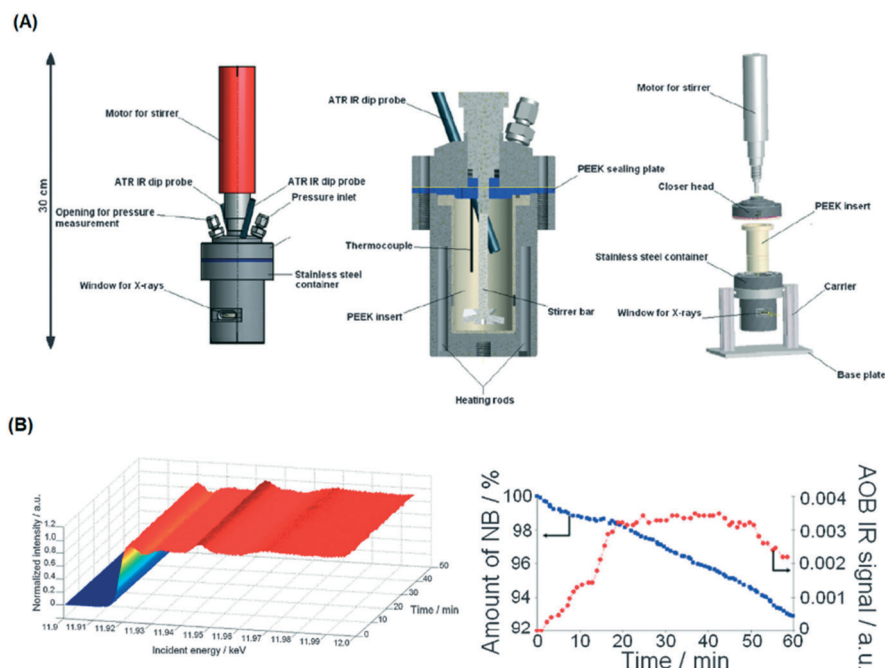 (A)
30 cm
Motor for stirrer
ATR IR dip probe
ATR IR dip probe
Opening for pressure
measurement
Pressure inlet
Stainless steel
container
Window for X-rays
ATR IR dip probe
PEEK sealing plate
Thermocouple
PEEK insert
Stirrer bar
Heating rods
Motor for stirrer
Closer head
PEEK insert
Stainless steel container
Carrier
Window for X-rays
Base plate
(B)
Normalized intensity / a.u.
1.2
1.0
0.8
0.6
0.4
0.2
0
11.9
11.91
11.92
11.93
11.94
11.95
11.96
11.97
11.98
11.99
12.0
Incident energy / keV
0
10
20
30
40
50
Time / min
Amount of NB / %
100
98
96
94
92
0
20
40
60
Time / min
0.004
0.003
0.002
0.001
0
AOB IR signal / a.u.